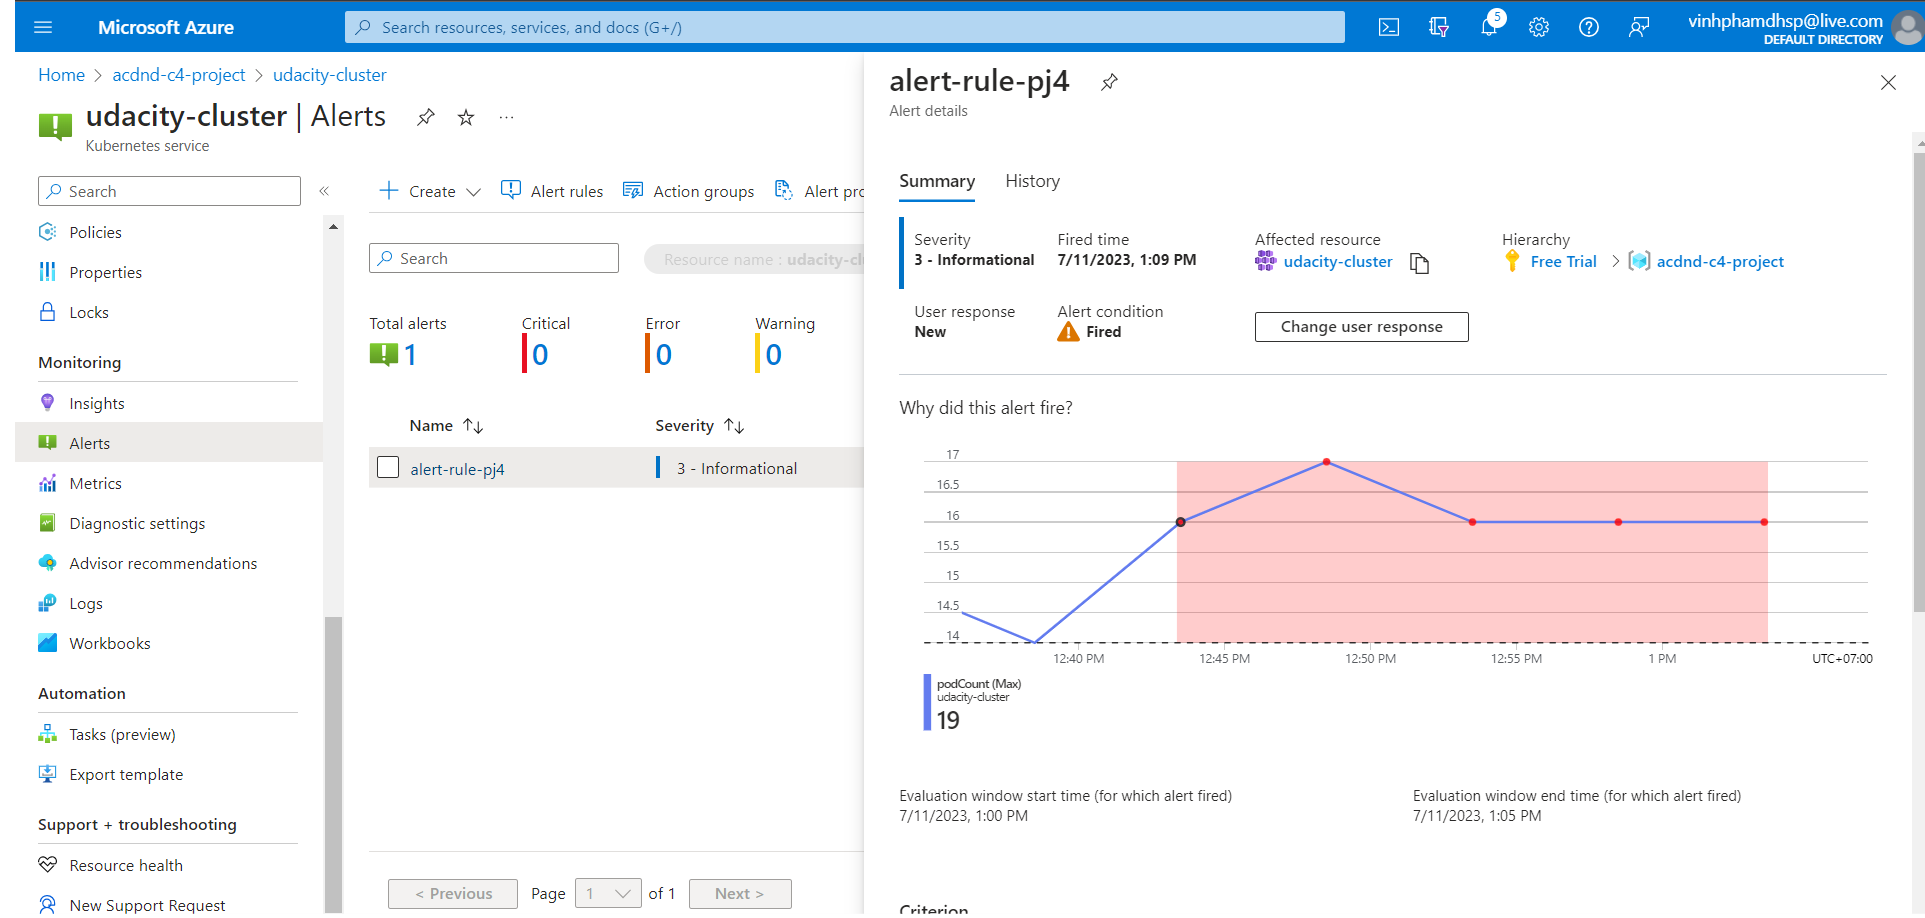 Microsoft Azure
Search resources, services, and docs (G+/)
5
vinhphamdhsp@live.com
DEFAULT DIRECTORY
Home > acdnd-c4-project > udacity-cluster
udacity-cluster | Alerts
...
Kubernetes service
Search
«
Policies
Properties
Locks
Monitoring
Insights
Alerts
Metrics
Diagnostic settings
Advisor recommendations
Logs
Workbooks
Automation
Tasks (preview)
Export template
Support + troubleshooting
Resource health
New Support Request
Create
Alert rules
Action groups
Alert pro
Search
Resource name : udacity-cl
Total alerts
1
Critical
0
Error
0
Warning
0
Name
Severity
alert-rule-pj4
3 - Informational
< Previous
Page
1
of 1
Next >
alert-rule-pj4
Alert details
Summary
History
Severity
3 - Informational
Fired time
7/11/2023, 1:09 PM
Affected resource
udacity-cluster
Hierarchy
Free Trial > acdnd-c4-project
User response
New
Alert condition
Fired
Change user response
Why did this alert fire?
17
16.5
16
15.5
15
14.5
14
12:40 PM
12:45 PM
12:50 PM
12:55 PM
1 PM
UTC+07:00
podCount (Max)
udacity-cluster
19
Evaluation window start time (for which alert fired)
7/11/2023, 1:00 PM
Evaluation window end time (for which alert fired)
7/11/2023, 1:05 PM
Criterion